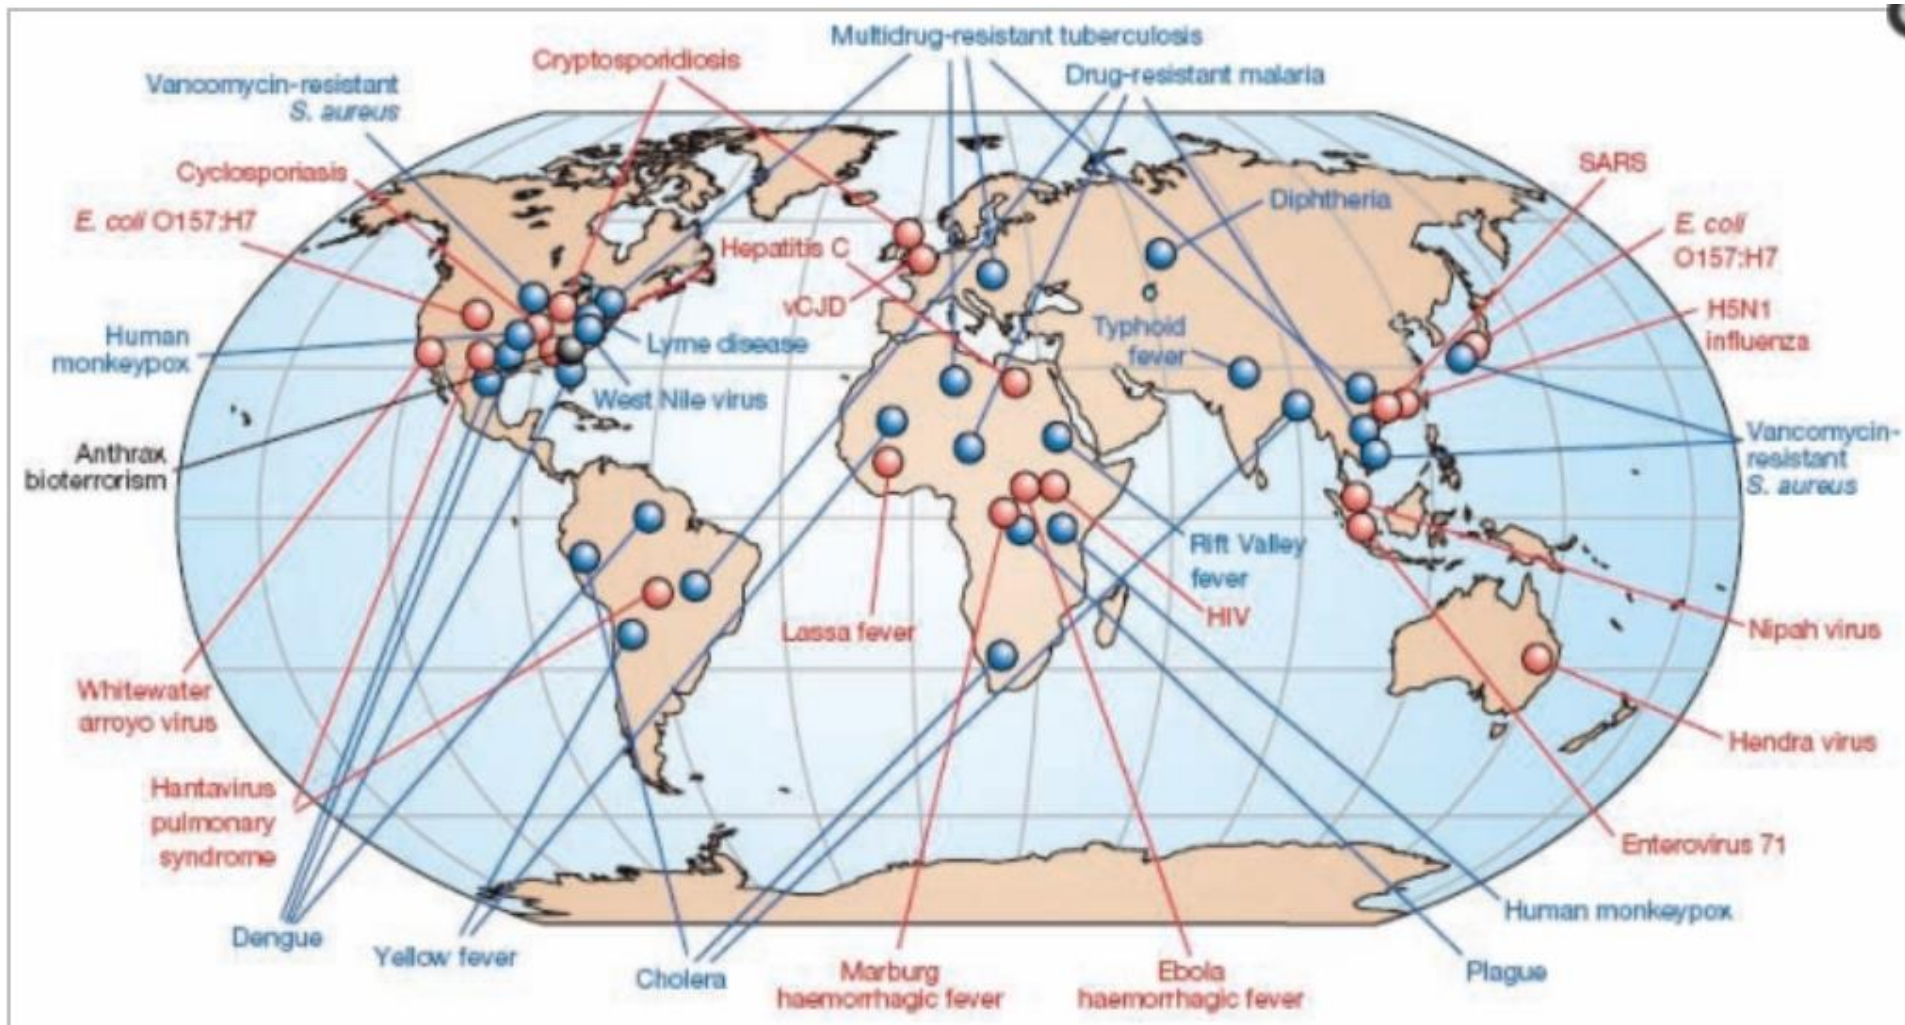 Multidrug-resistant tuberculosis
Cryptosporidiosis
Drug-resistant malaria
Vancomycin-resistant
S. aureus
Cyclosporiasis
SARS
Diphtheria
E. coli O157:H7
E. coli
O157:H7
Hepatitis C
vCJD
H5N1
influenza
Typhoid
fever
Human
monkeypox
Lyme disease
West Nile virus
Anthrax
bioterrorism
Vancomycin-
resistant
S. aureus
Rift Valley
fever
HIV
Lassa fever
Nipah virus
Whitewater
arroyo virus
Hendra virus
Hantavirus
pulmonary
syndrome
Enterovirus 71
Human monkeypox
Dengue
Yellow fever
Cholera
Marburg
haemorrhagic fever
Ebola
haemorrhagic fever
Plague